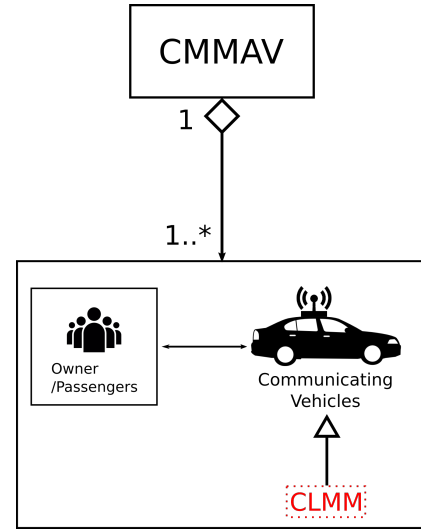 CMMAV
1
1..*
Owner
/Passengers
Communicating
Vehicles
CLMM